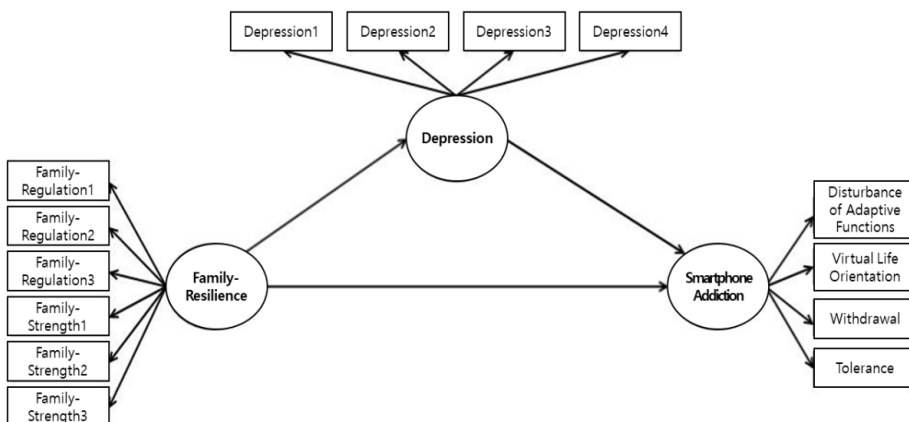 Depression1
Depression2
Depression3
Depression4
Depression
Family-
Regulation1
Family-
Regulation2
Family-
Regulation3
Family-
Strength1
Family-
Strength2
Family-
Strength3
Family-
Resilience
Smartphone
Addiction
Disturbance
of Adaptive
Functions
Virtual Life
Orientation
Withdrawal
Tolerance